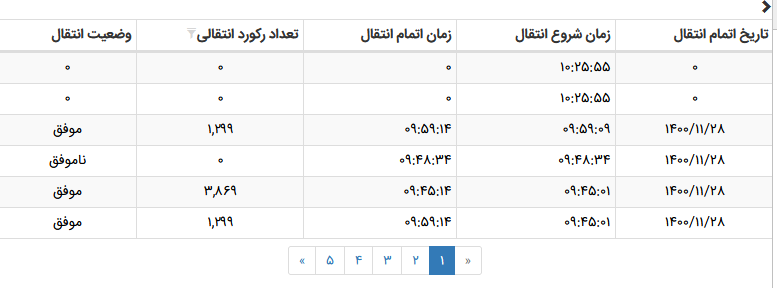 تاریخ اتمام انتقال زمان شروع انتقال زمان اتمام انتقال تعداد رکورد انتقالی وضعیت انتقال
۰ ۱۰:۲۵:۵۵ ۰ ۰ ۰
۰ ۱۰:۲۵:۵۵ ۰ ۰ ۰
۱۴۰۰/۱۱/۲۸ ۰۹:۵۹:۰۹ ۰۹:۵۹:۱۴ ۱,۲۹۹ موفق
۱۴۰۰/۱۱/۲۸ ۰۹:۴۸:۳۴ ۰۹:۴۸:۳۴ ۰ ناموفق
۱۴۰۰/۱۱/۲۸ ۰۹:۴۵:۰۱ ۰۹:۴۵:۱۴ ۳,۸۶۹ موفق
۱۴۰۰/۱۱/۲۸ ۰۹:۴۵:۰۱ ۰۹:۵۹:۱۴ ۱,۲۹۹ موفق
« ۱ ۲ ۳ ۴ ۵ »